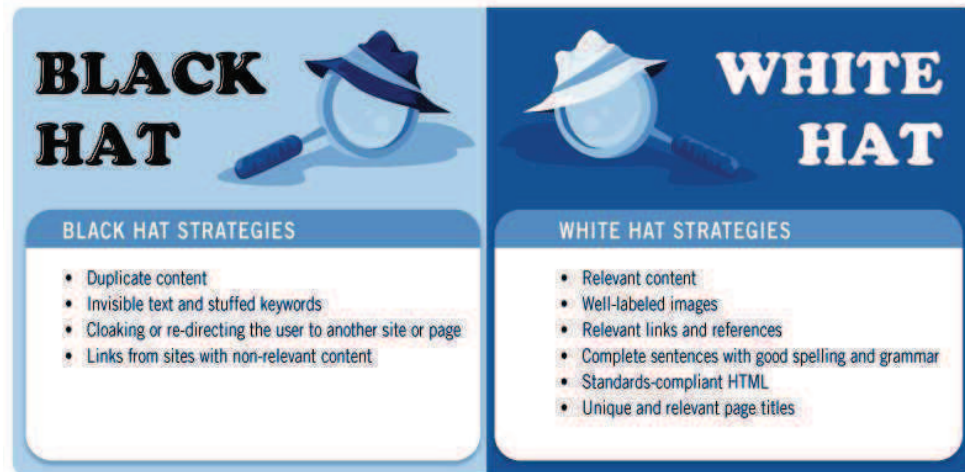 BLACK
HAT
BLACK HAT STRATEGIES
• Duplicate content
• Invisible text and stuffed keywords
• Cloaking or re-directing the user to another site or page
• Links from sites with non-relevant content
WHITE
HAT
WHITE HAT STRATEGIES
• Relevant content
• Well-labeled images
• Relevant links and references
• Complete sentences with good spelling and grammar
• Standards-compliant HTML
• Unique and relevant page titles